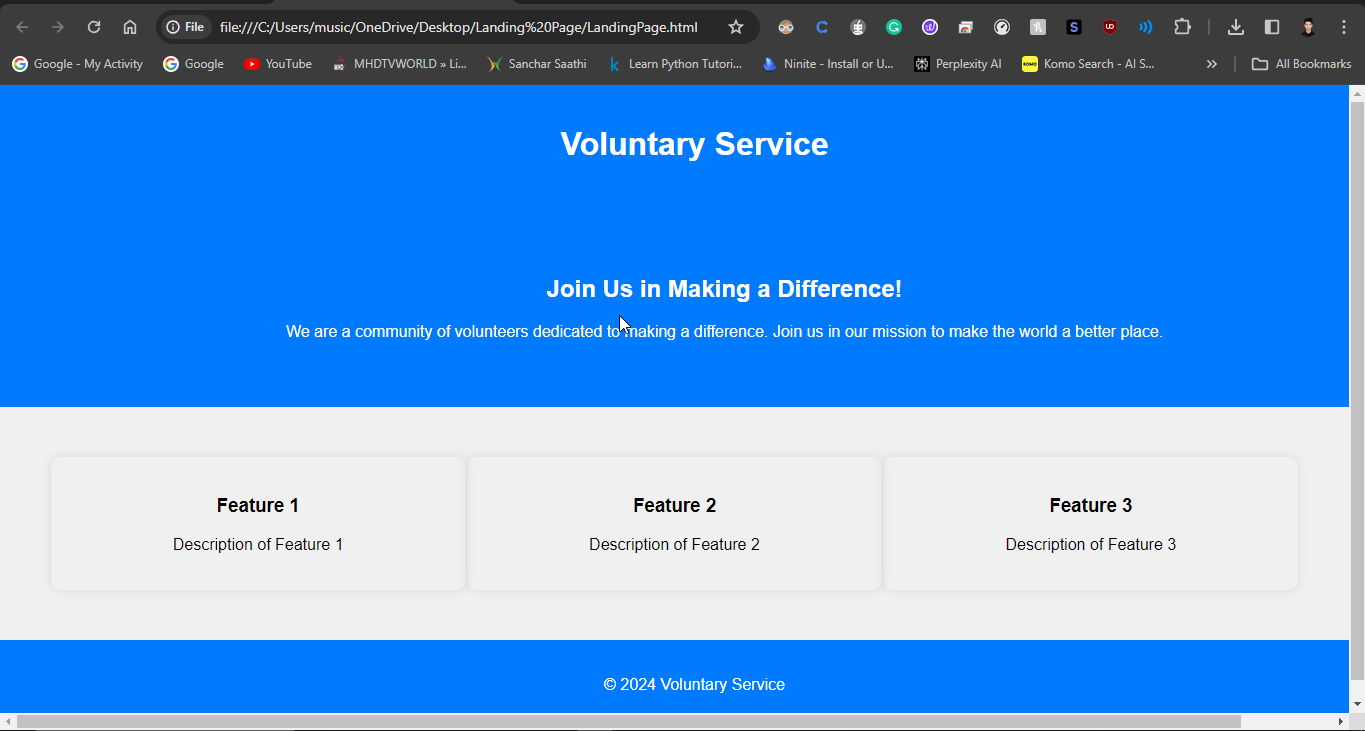 File file:///C:/Users/music/OneDrive/Desktop/Landing%20Page/LandingPage.html
Google - My Activity Google YouTube MHDTVWORLD » Li... Sanchar Saathi Learn Python Tutori... Ninite - Install or U... Perplexity AI Komo Search - AI S... » All Bookmarks
Voluntary Service
Join Us in Making a Difference!
We are a community of volunteers dedicated to making a difference. Join us in our mission to make the world a better place.
Feature 1
Description of Feature 1
Feature 2
Description of Feature 2
Feature 3
Description of Feature 3
© 2024 Voluntary Service